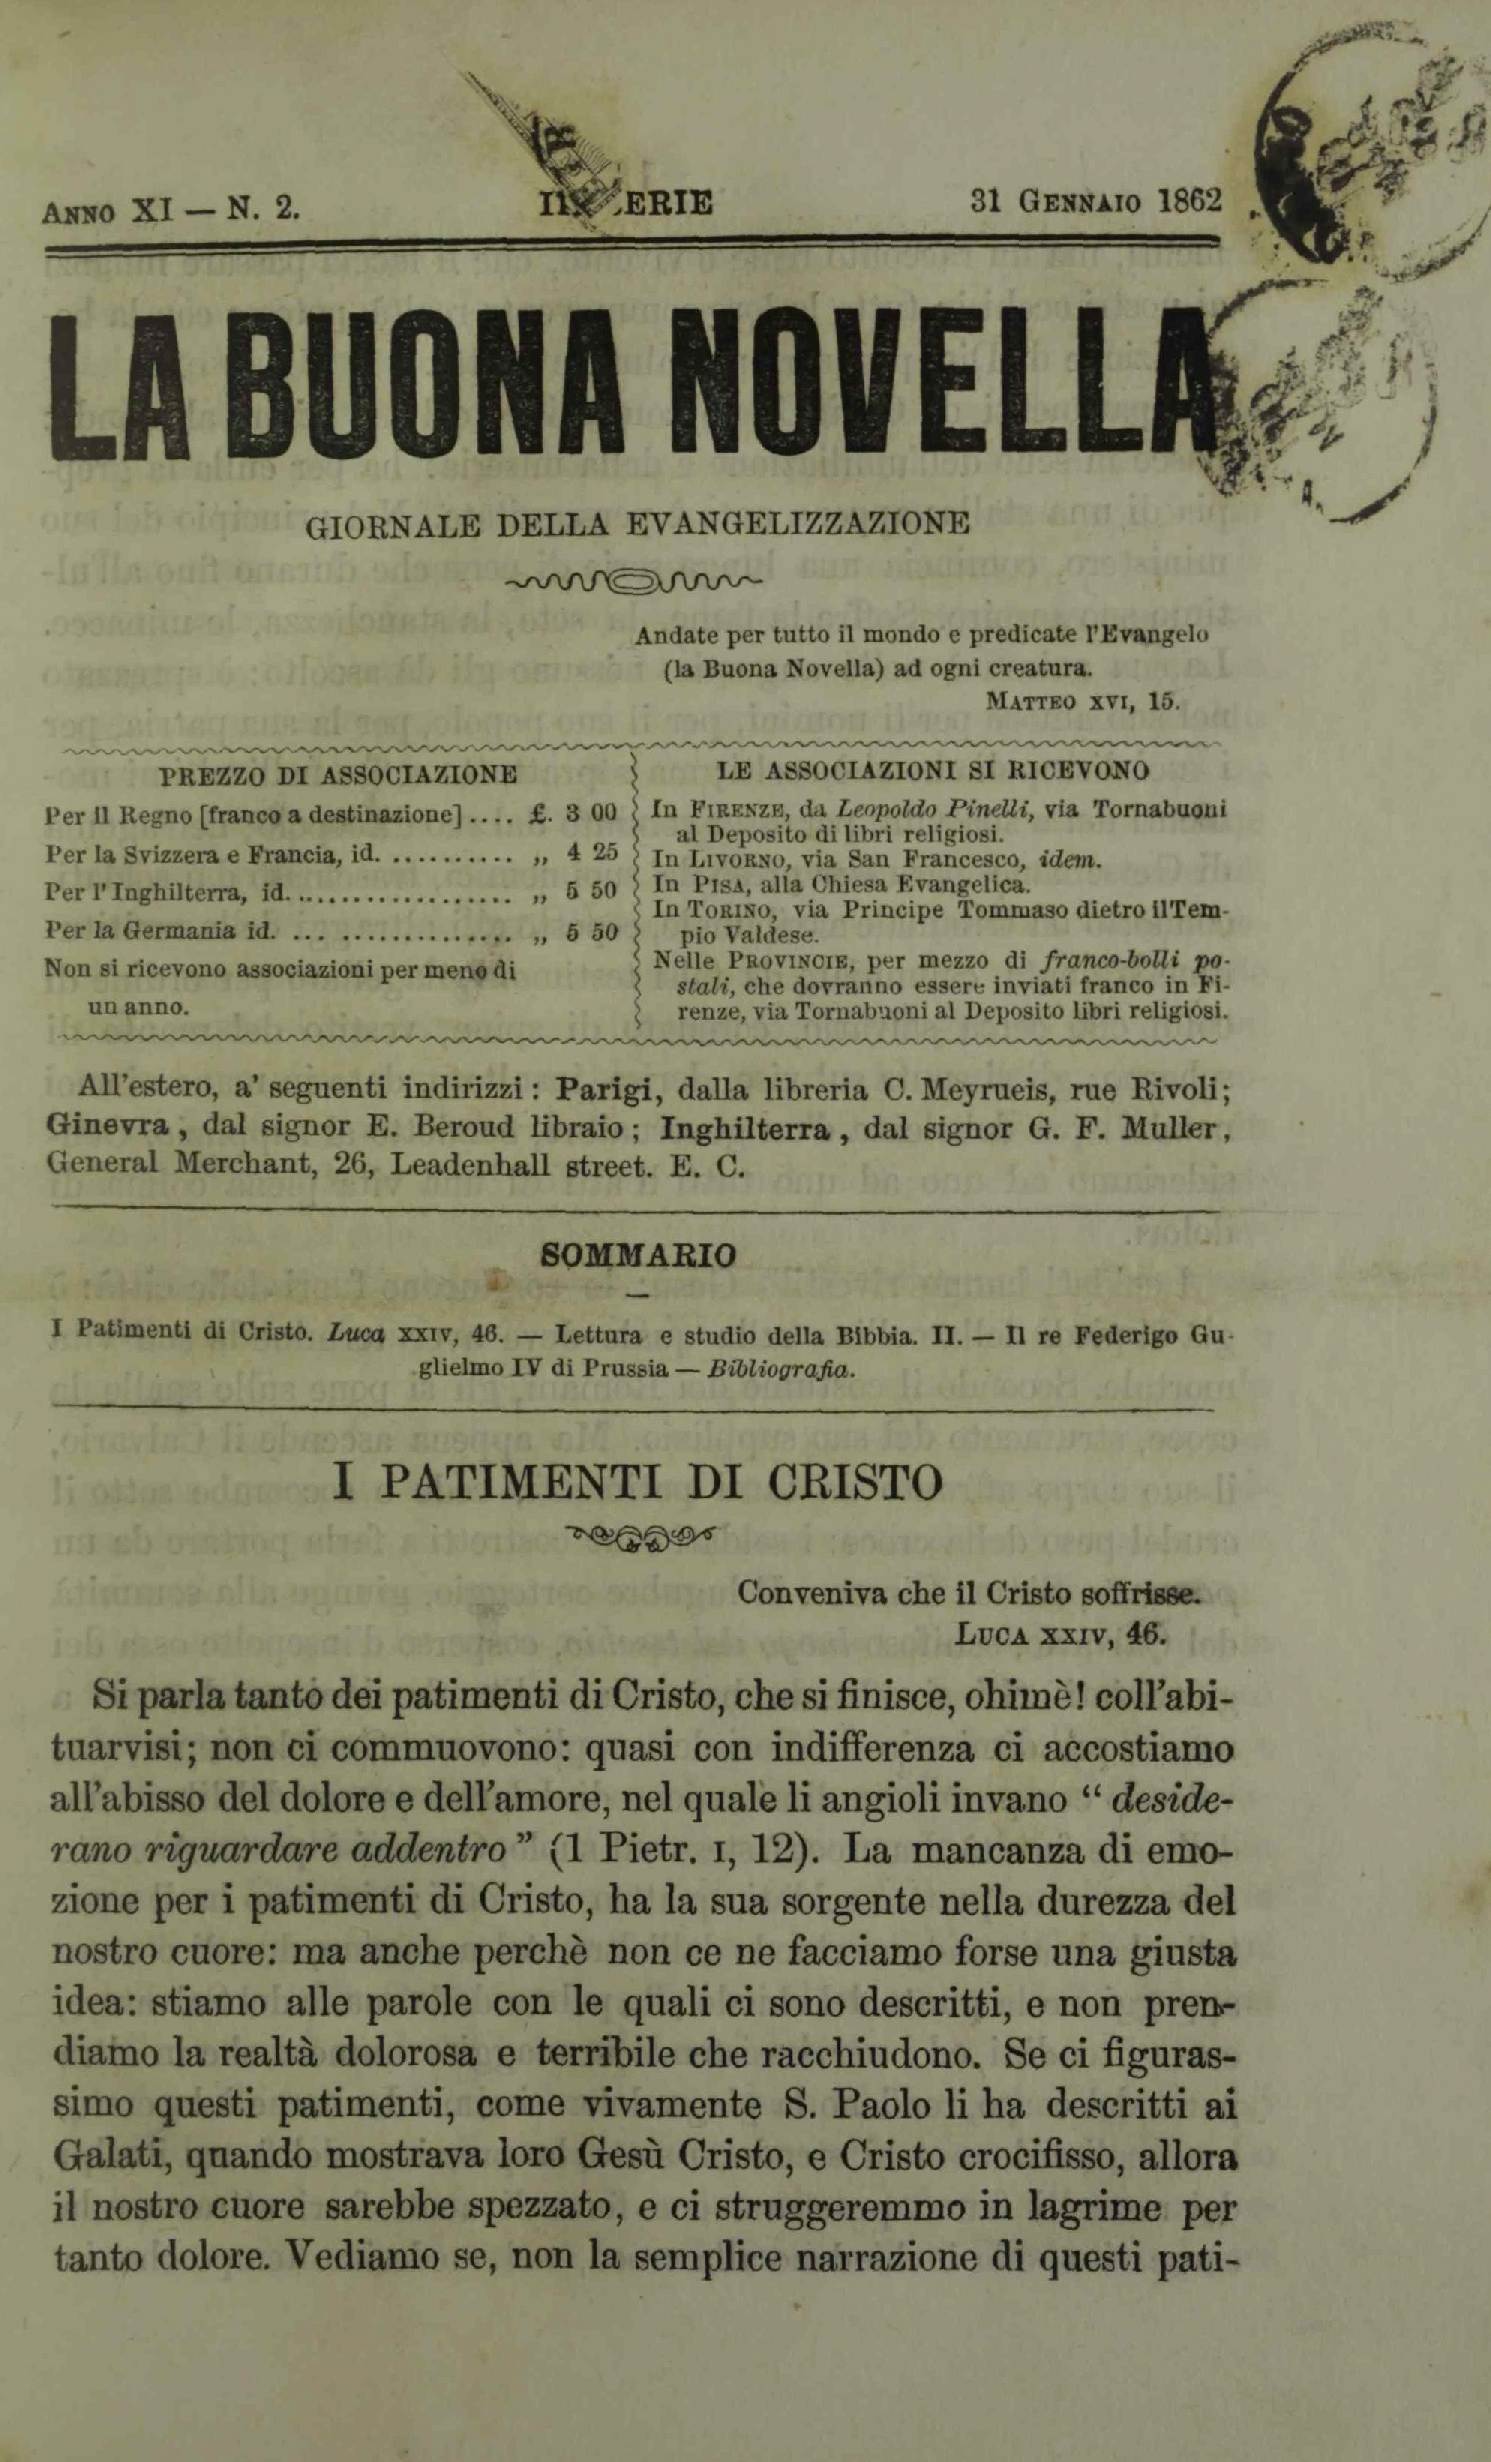 ANNO XI — N. 2.
ERIE
31 GENNAIO 1862
LA BUONA NOVELLA
GIORNALE DELLA EVANGELIZZAZIONE
Andate per tutto il mondo e predicate l'Evangelo
(la Buona Novella) ad ogni creatura.
MATTEO XVI, 15.
PREZZO DI ASSOCIAZIONE
Per il Regno [franco a destinazione] .... £. 3 00
Per la Svizzera e Francia, id. .......... „ 4 25
Per l'Inghilterra, id. .................. „ 5 50
Per la Germania id. ... .............. „ 5 50
Non si ricevono associazioni per meno di
un anno.
LE ASSOCIAZIONI SI RICEVONO
In FIRENZE, da Leopoldo Pinelli, via Tornabuoni
al Deposito di libri religiosi.
In LIVORNO, via San Francesco, idem.
In PISA, alla Chiesa Evangelica.
In TORINO, via Principe Tommaso dietro il Tem-
pio Valdese.
Nelle PROVINCIE, per mezzo di franco-bolli po-
stali, che dovranno essere inviati franco in Fi-
renze, via Tornabuoni al Deposito libri religiosi.
All'estero, a' seguenti indirizzi : Parigi, dalla libreria C. Meyrueis, rue Rivoli;
Ginevra, dal signor E. Beroud libraio ; Inghilterra, dal signor G. F. Muller,
General Merchant, 26, Leadenhall street. E. C.
SOMMARIO
I Patimenti di Cristo. Luca XXIV, 46. — Lettura e studio della Bibbia. II. — Il re Federigo Gu-
glielmo IV di Prussia — Bibliografia.
I PATIMENTI DI CRISTO
Conveniva che il Cristo soffrisse.
LUCA XXIV, 46.
Si parla tanto dei patimenti di Cristo, che si finisce, ohimè! coll'abi-
tuarvisi; non ci commuovono: quasi con indifferenza ci accostiamo
all'abisso del dolore e dell'amore, nel quale li angioli invano “ deside-
rano riguardare addentro ” (1 Pietr. I, 12). La mancanza di emo-
zione per i patimenti di Cristo, ha la sua sorgente nella durezza del
nostro cuore: ma anche perchè non ce ne facciamo forse una giusta
idea: stiamo alle parole con le quali ci sono descritti, e non pren-
diamo la realtà dolorosa e terribile che racchiudono. Se ci figuras-
simo questi patimenti, come vivamente S. Paolo li ha descritti ai
Galati, quando mostrava loro Gesù Cristo, e Cristo crocifisso, allora
il nostro cuore sarebbe spezzato, e ci struggeremmo in lagrime per
tanto dolore. Vediamo se, non la semplice narrazione di questi pati-